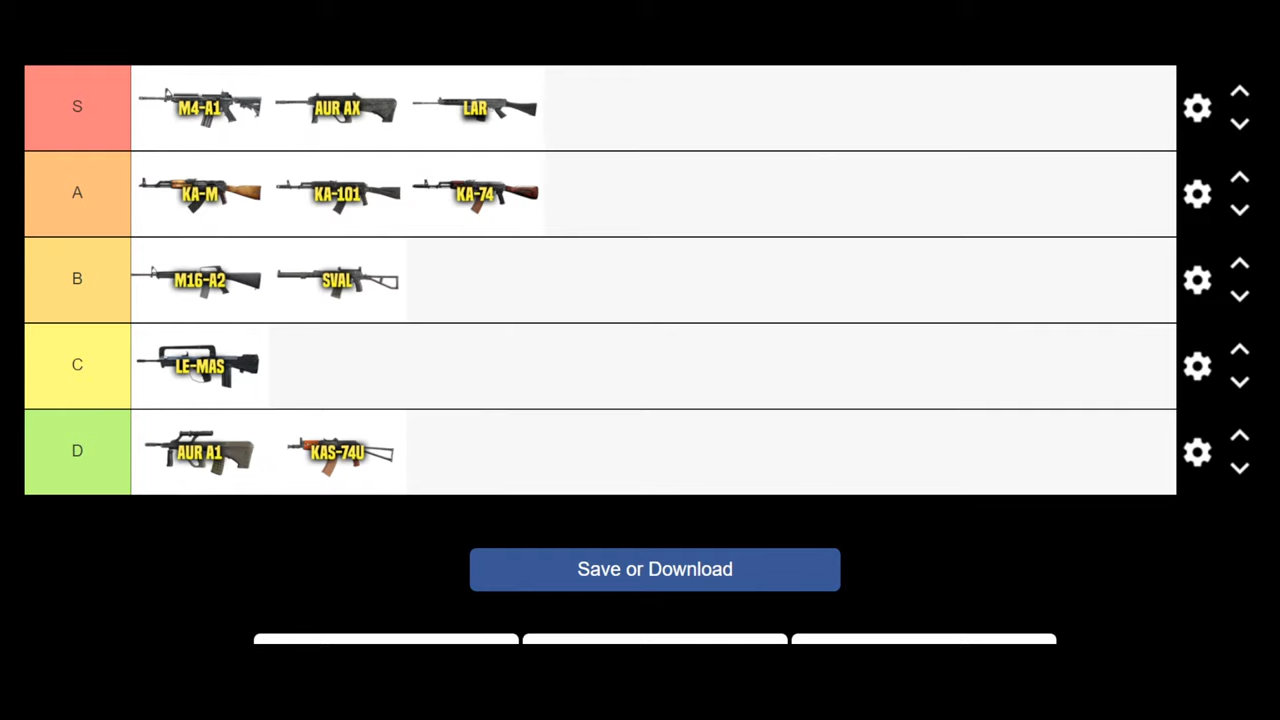 S
M4-A1
AUR AX
LAR
A
KA-M
KA-101
KA-74
B
M16-A2
SVAL
C
LE-MAS
D
AUR A1
KAS-74U
Save or Download